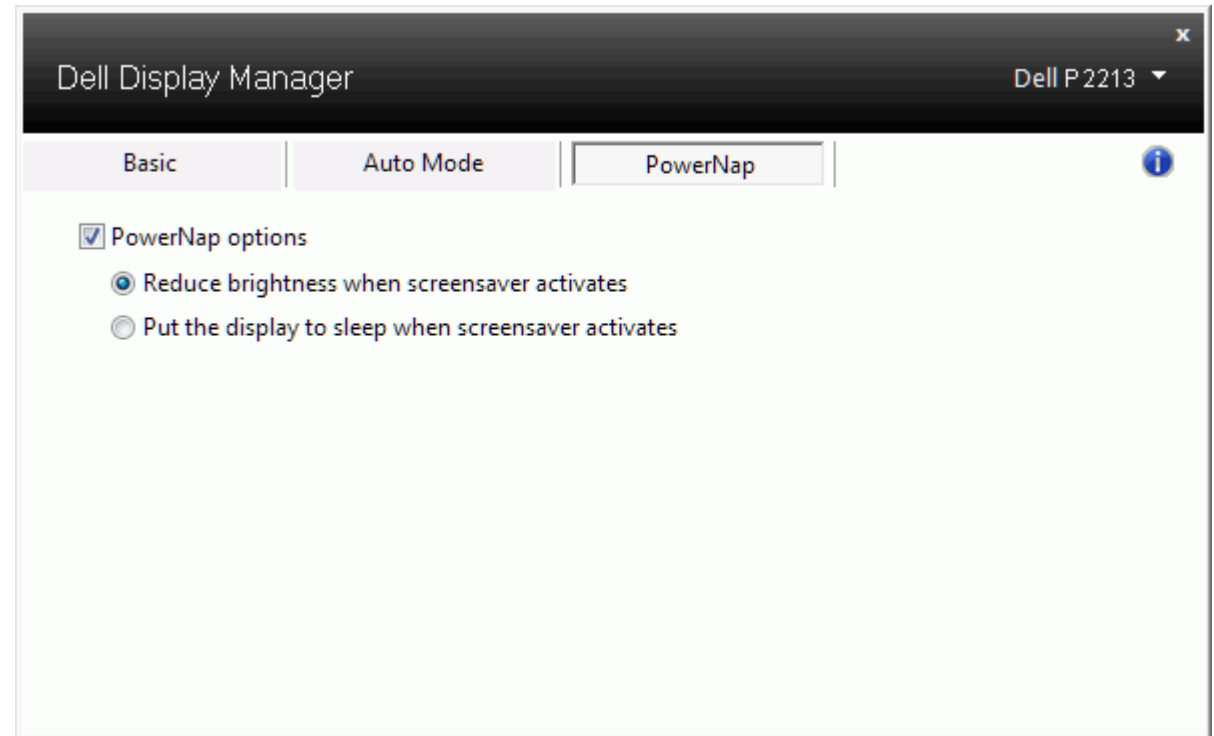 x
Dell Display Manager
Dell P2213
Basic
Auto Mode
PowerNap
PowerNap options
Reduce brightness when screensaver activates
Put the display to sleep when screensaver activates